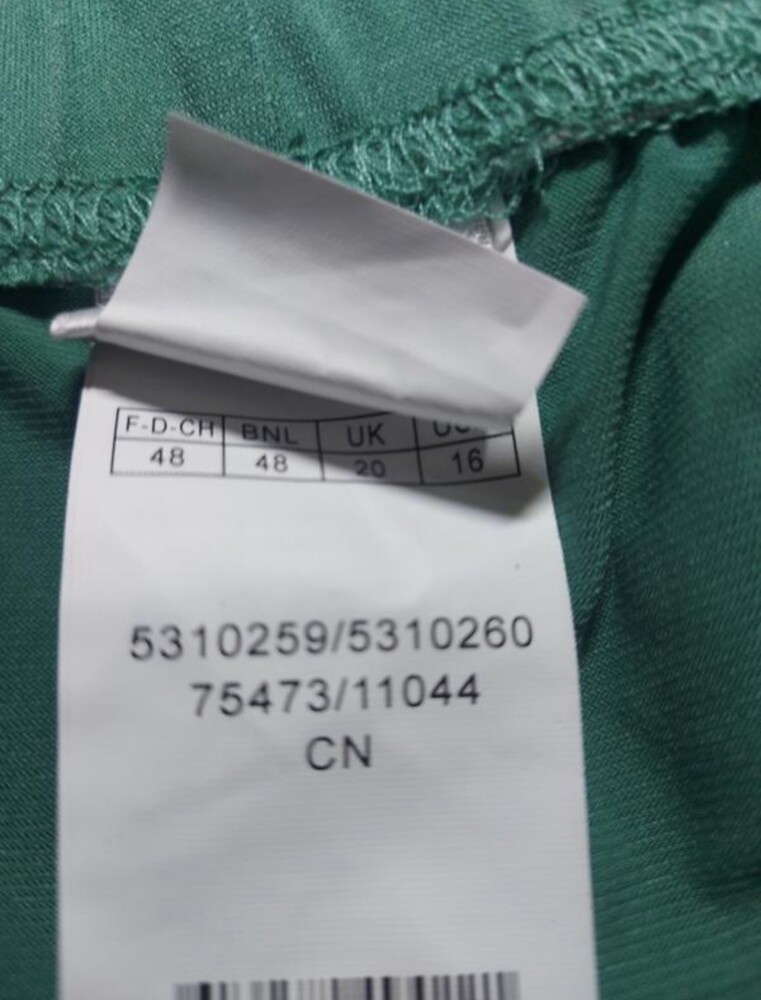 F-D-CH BNL UK
48 48 20 16
5310259/5310260
75473/11044
CN